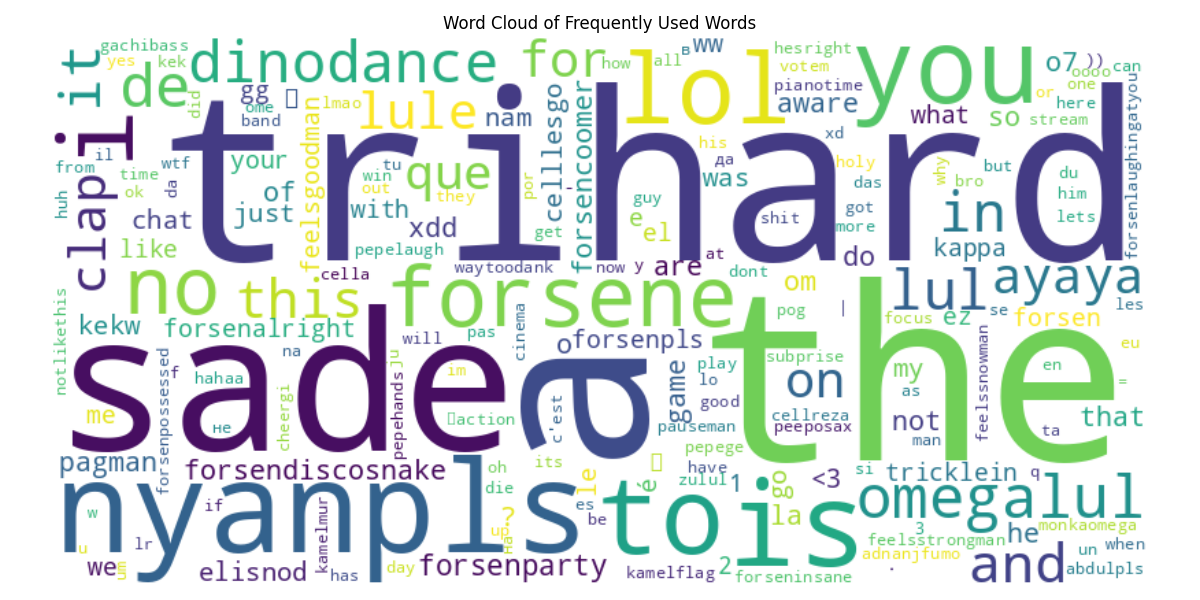 Word Cloud of Frequently Used Words
gachibass
yes
kek
dinodance
for
how
all
в
ww
hesright
votem
you
o7
))
oooo
can
it
de
did
gg
ome
band
lmao
lule
nam
lol
pianotime
aware
what
so
one
or
here
stream
i
trihard
feelsgoodman
celllesgo
forsencoomer
his
xd
from
il
time
ok
wtf
da
your
of
just
tu
win
out
que
they
por
'
да
was
holy
das
why
bro
but
du
him
lets
huh
clap
chat
like
with
xdd
pepelaugh
get
guy
e
el
shit
got
more
in
kappa
forsenlaughingatyou
cella
waytoodank
now
y
are
at
dont
do
om
no
this
forsene
lul
ayaya
notlikethis
kekw
forsenalright
will
pas
cinema
o
forsenpls
pog
|
focus
ez
se
forsen
les
sade
a
the
na
f
hahaa
ju
im
game
play
lo
good
subprise
on
my
as
feelssnowman
en
eu
=
me
forsenpossessed
не
cheergi
pepehands
action
c'est
pauseman
cellreza
peeposax
not
man
ta
that
pagman
forsendiscosnake
oh
die
its
le
é
pepege
have
zulul
1
go
<3
si
tricklein
q
nyanpls
tois
omegalul
w
u
if
lr
kamelmur
?
up
на
es
be
la
3
he
monkaomega
feelsstrongman
adnanjfumo
.
un
when
we
um
elisnod
has
day
forsenparty
kamelflag
2
forseninsane
and
abdulpls